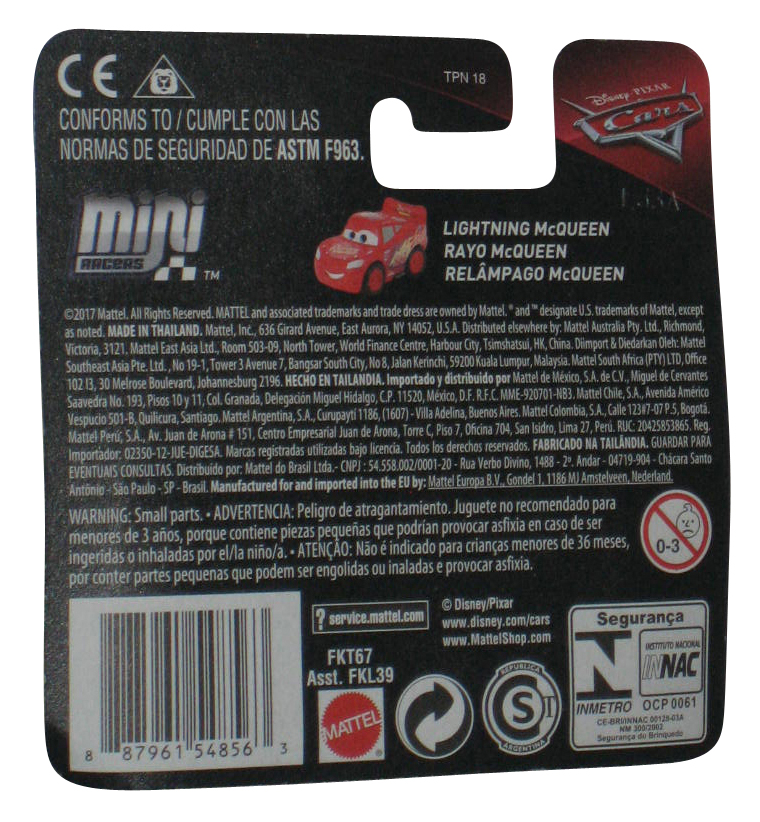 CE
TPN 18
Disney PIXAR
Cars
CONFORMS TO / CUMPLE CON LAS
NORMAS DE SEGURIDAD DE ASTM F963.
mini
RACERS ™
LIGHTNING McQUEEN
RAYO McQUEEN
RELÂMPAGO McQUEEN
©2017 Mattel. All Rights Reserved. MATTEL and associated trademarks and trade dress are owned by Mattel. ® and ™ designate U.S. trademarks of Mattel, except
as noted. MADE IN THAILAND. Mattel, Inc., 636 Girard Avenue, East Aurora, NY 14052, U.S.A. Distributed elsewhere by: Mattel Australia Pty. Ltd., Richmond,
Victoria, 3121. Mattel East Asia Ltd., Room 503-09, North Tower, World Finance Centre, Harbour City, Tsimshatsui, HK, China. Diimport & Diedarkan Oleh: Mattel
Southeast Asia Pte. Ltd., No 19-1, Tower 3 Avenue 7, Bangsar South City, No 8, Jalan Kerinchi, 59200 Kuala Lumpur, Malaysia. Mattel South Africa (PTY) LTD, Office
102 I3, 30 Melrose Boulevard, Johannesburg 2196. HECHO EN TAILANDIA. Importado y distribuido por Mattel de México, S.A. de C.V., Miguel de Cervantes
Saavedra No. 193, Pisos 10 y 11, Col. Granada, Delegación Miguel Hidalgo, C.P. 11520, México, D.F. R.F.C. MME-920701-NB3. Mattel Chile, S.A., Avenida Américo
Vespucio 501-B, Quilicura, Santiago. Mattel Argentina, S.A., Curupaytí 1186, (1607) - Villa Adelina, Buenos Aires. Mattel Colombia, S.A., Calle 123#7-07 P.5, Bogotá.
Mattel Perú, S.A., Av. Juan de Arona # 151, Centro Empresarial Juan de Arona, Torre C, Piso 7, Oficina 704, San Isidro, Lima 27, Perú. RUC: 20425853865. Reg.
Importador: 02350-12-JUE-DIGESA. Marcas registradas utilizadas bajo licencia. Todos los derechos reservados. FABRICADO NA TAILÂNDIA. GUARDAR PARA
EVENTUAIS CONSULTAS. Distribuido por: Mattel do Brasil Ltda.- CNPJ : 54.558.002/0001-20 - Rua Verbo Divino, 1488 - 2º. Andar - 04719-904 - Chácara Santo
Antônio - São Paulo - SP - Brasil. Manufactured for and imported into the EU by: Mattel Europa B.V., Gondel 1, 1186 MJ Amstelveen, Nederland.
WARNING: Small parts. • ADVERTENCIA: Peligro de atragantamiento. Juguete no recomendado para
menores de 3 años, porque contiene piezas pequeñas que podrían provocar asfixia en caso de ser
ingeridas o inhaladas por el/la niño/a. • ATENÇÃO: Não é indicado para crianças menores de 36 meses,
por conter partes pequenas que podem ser engolidas ou inaladas e provocar asfixia.
0-3
? service.mattel.com
© Disney/Pixar
www.disney.com/cars
www.MattelShop.com
FKT67
Asst. FKL39
MATTEL ®
REPUBLICA
S II
ARGENTINA
Segurança
INSTITUTO NACIONAL
INNAC
INMETRO OCP 0061
CE-BRI/INNAC 00128-03A
NM 300/2002
Segurança do Brinquedo
8 87961 54856 3